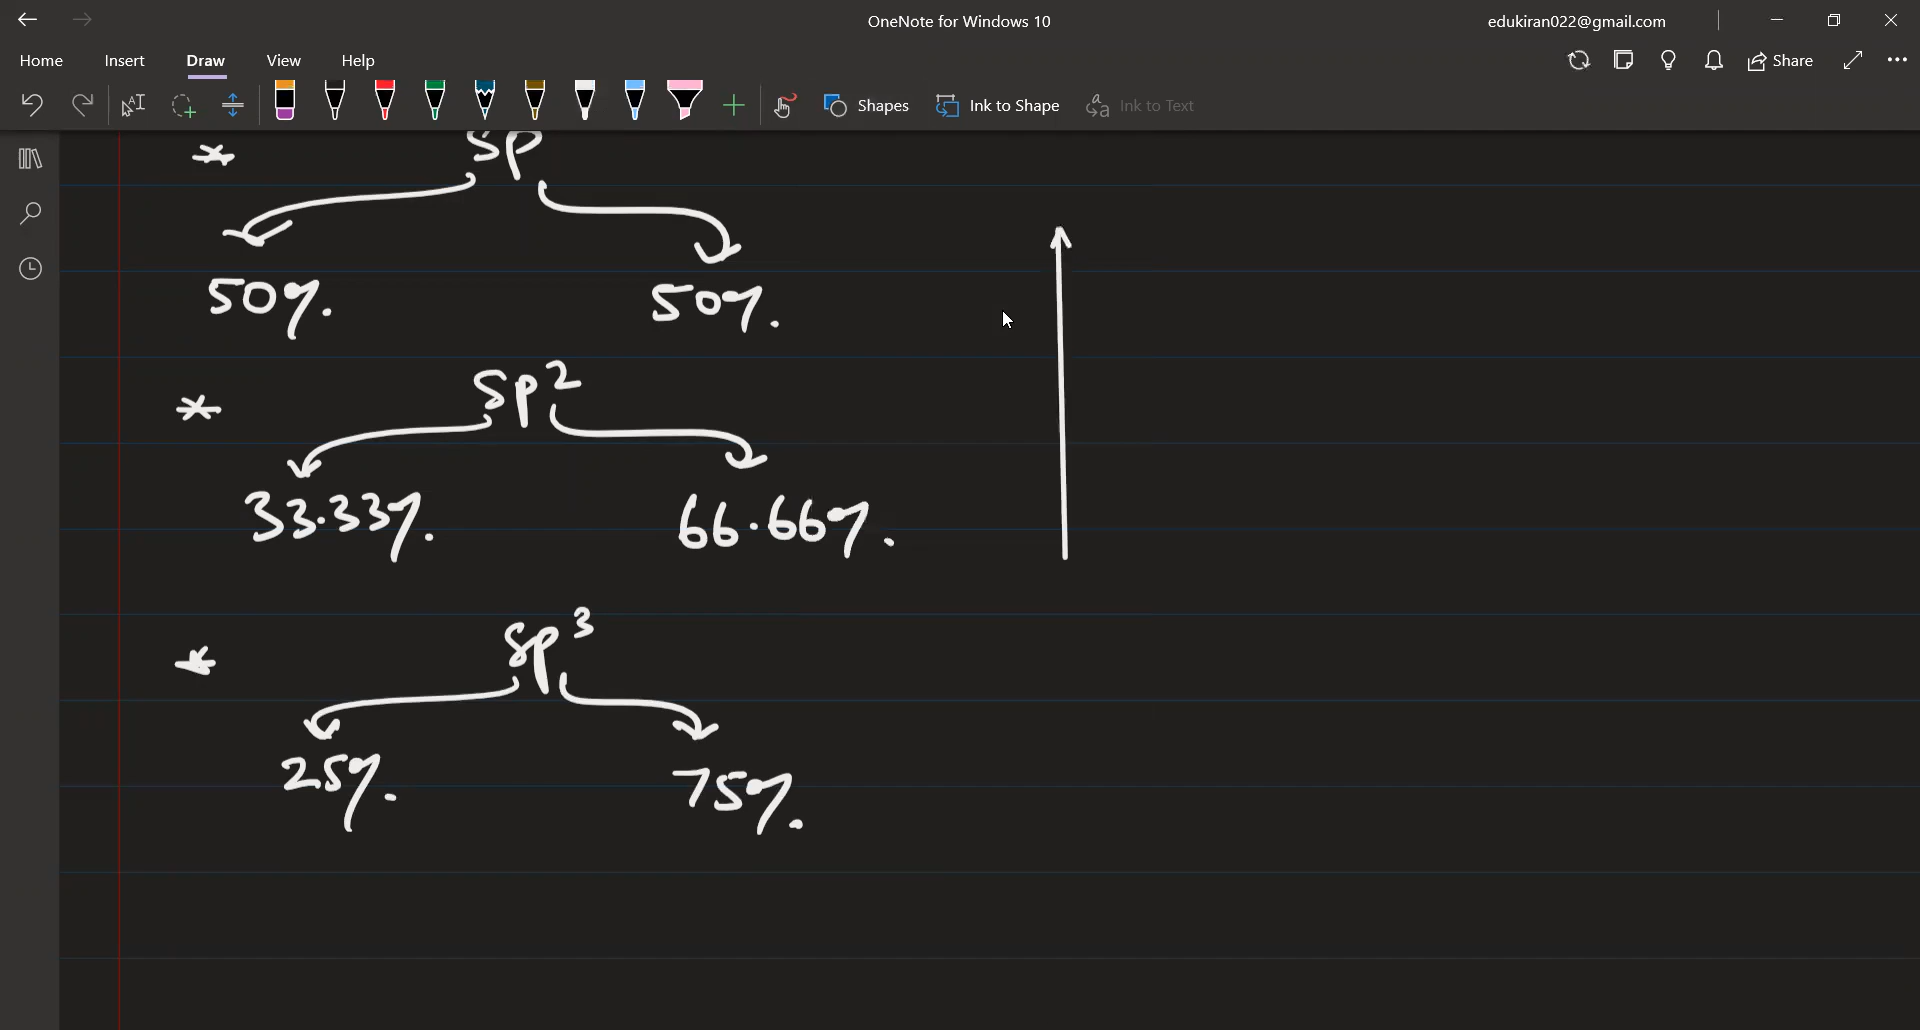 OneNote for Windows 10
edukiran022@gmail.com
Home Insert Draw View Help
Share
Shapes Ink to Shape Ink to Text
* sp
50% 50%
* sp²
33.33% 66.66%
* sp³
25% 75%